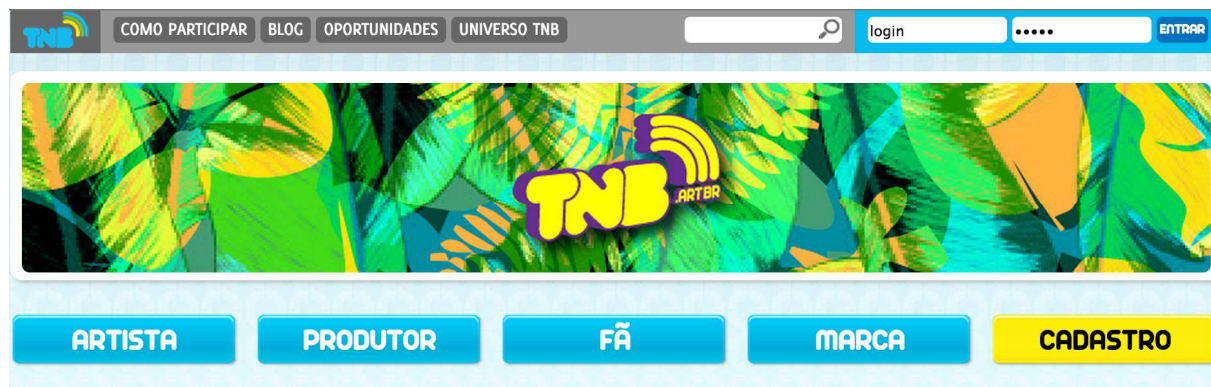 TNB COMO PARTICIPAR BLOG OPORTUNIDADES UNIVERSO TNB login ••••• ENTRAR
TNB .ART BR
ARTISTA PRODUTOR FÃ MARCA CADASTRO